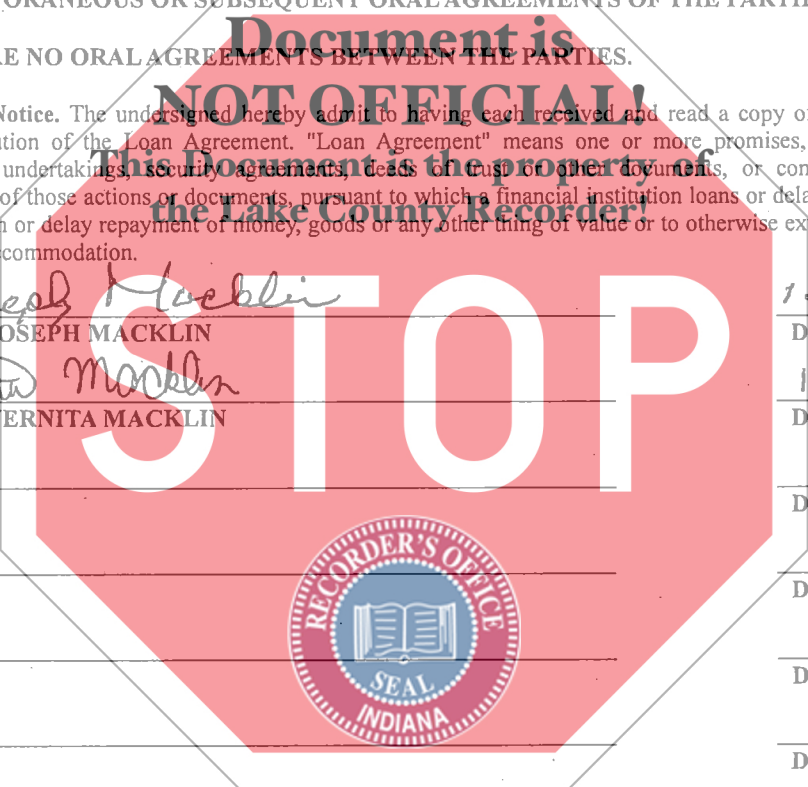 ORANEOUS OR SUBSEQUENT ORAL AGREEMENTS OF THE PARTIE
Document is
E NO ORAL AGREEMENTS BETWEEN THE PARTIES.
NOT OFFICIAL!
Notice. The undersigned hereby admit to having each received and read a copy o
tion of the Loan Agreement. "Loan Agreement" means one or more promises,
This Document is the property of
undertakings, security agreements, deeds of trust or other documents, or com
of those actions or documents, pursuant to which a financial institution loans or dela
the Lake County Recorder!
n or delay repayment of money, goods or any other thing of value or to otherwise ex
ccommodation.
Macklin
OSEPH MACKLIN
D
Macklin
ERNITA MACKLIN
D
STOP
D
D
D
D
RECORDER'S OFFICE
SEAL
INDIANA